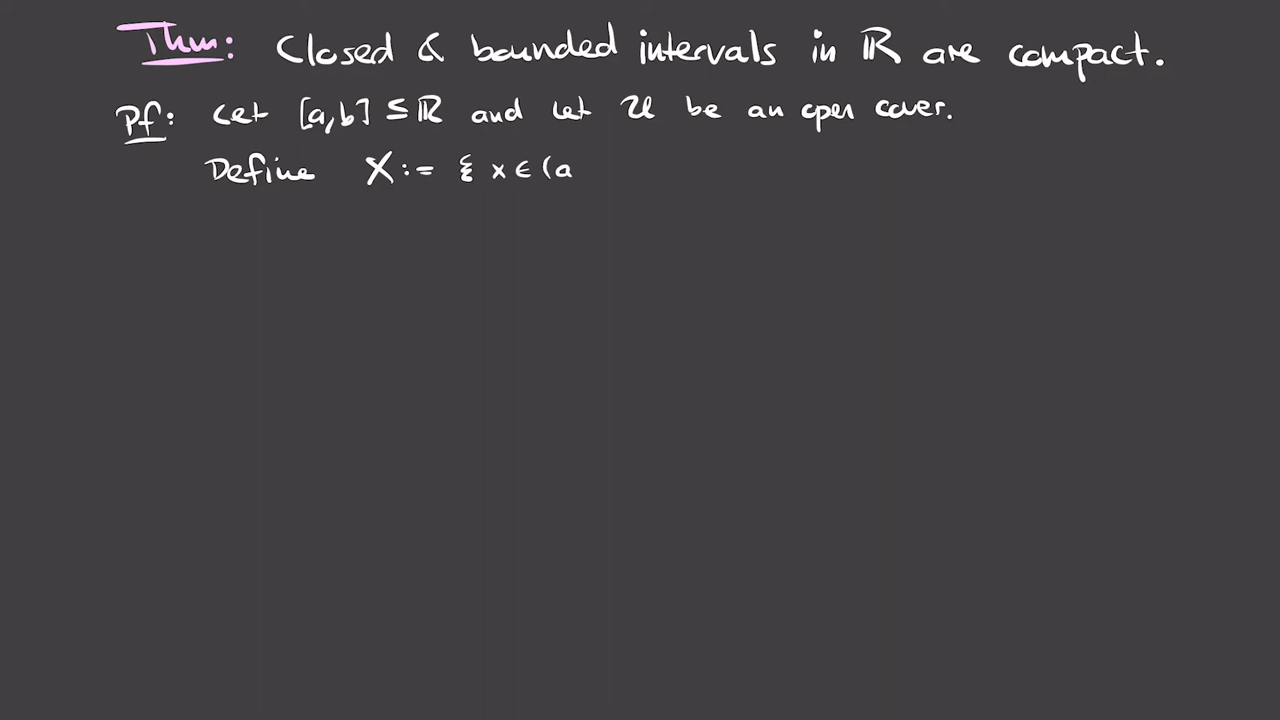 Thm: Closed & bounded intervals in ℝ are compact.
Pf: Let [a,b] ⊆ ℝ and let 𝒰 be an open cover.
Define X := { x ∈ (a